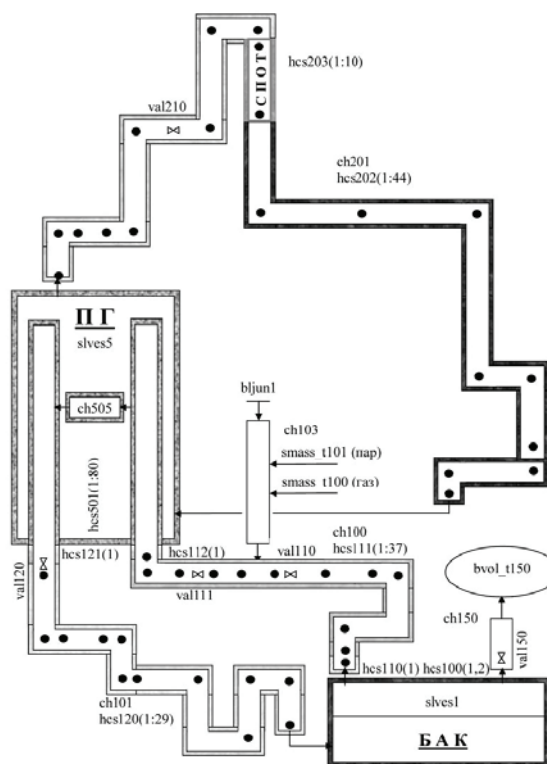 hcs203(1:10)
СПОТ
val210
ch201
hcs202(1:44)
ПГ
slves5
ch505
bljun1
ch103
smass_t101 (пар)
smass_t100 (газ)
hcs501(1:80)
ch100
hcs111(1:37)
hcs121(1)
hcs112(1)
val110
val120
val111
bvol_t150
ch150
val150
hcs110(1) hcs100(1,2)
ch101
hcs120(1:29)
slves1
БАК